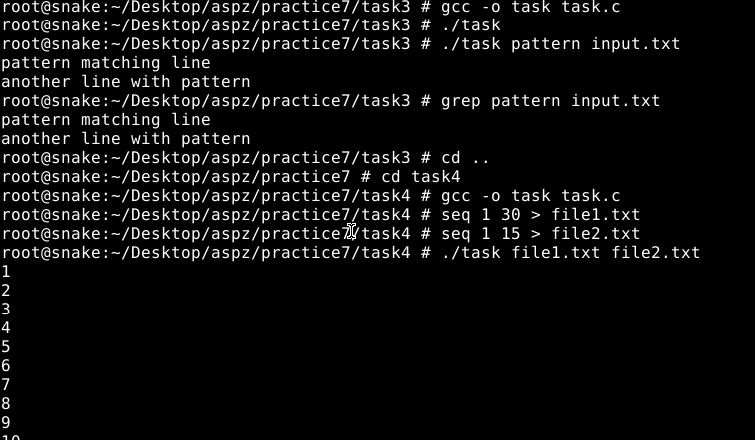 root@snake:~/Desktop/aspz/practice7/task3 # gcc -o task task.c
root@snake:~/Desktop/aspz/practice7/task3 # ./task
root@snake:~/Desktop/aspz/practice7/task3 # ./task pattern input.txt
pattern matching line
another line with pattern
root@snake:~/Desktop/aspz/practice7/task3 # grep pattern input.txt
pattern matching line
another line with pattern
root@snake:~/Desktop/aspz/practice7/task3 # cd ..
root@snake:~/Desktop/aspz/practice7 # cd task4
root@snake:~/Desktop/aspz/practice7/task4 # gcc -o task task.c
root@snake:~/Desktop/aspz/practice7/task4 # seq 1 30 > file1.txt
root@snake:~/Desktop/aspz/practice7/task4 # seq 1 15 > file2.txt
root@snake:~/Desktop/aspz/practice7/task4 # ./task file1.txt file2.txt
1
2
3
4
5
6
7
8
9
10